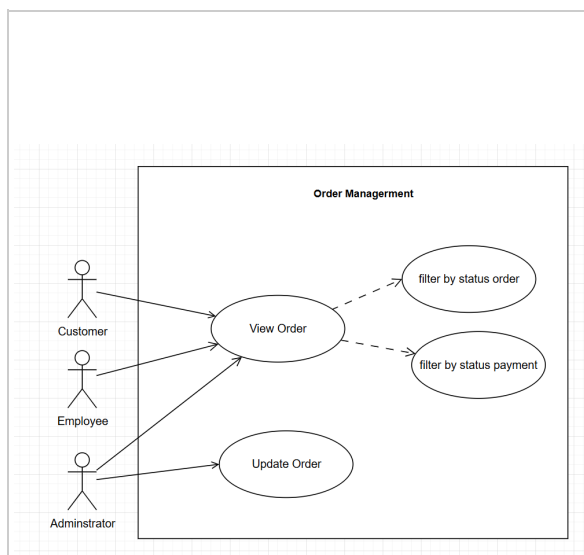 Order Managerment
filter by status order
Customer
View Order
filter by status payment
Employee
Update Order
Adminstrator